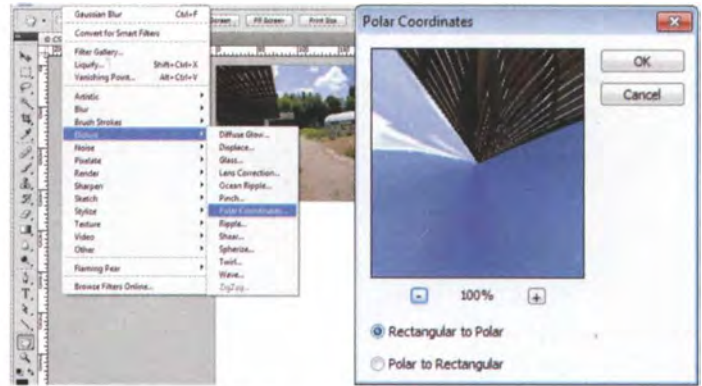 Gaussian Blur Ctrl+F
Convert for Smart Filters
Filter Gallery...
Liquify... Shift+Ctrl+X
Vanishing Point... Alt+Ctrl+V
Artistic
Blur
Brush Strokes
Distort
Noise
Pixelate
Render
Sharpen
Sketch
Stylize
Texture
Video
Other
Flaming Pear
Browse Filters Online...
Screen
Fill Screen
Print Size
Diffuse Glow...
Displace...
Glass...
Lens Correction...
Ocean Ripple...
Pinch...
Polar Coordinates...
Ripple...
Shear...
Spherize...
Twirl...
Wave...
ZigZag...
Polar Coordinates
OK
Cancel
- 100% +
Rectangular to Polar
Polar to Rectangular